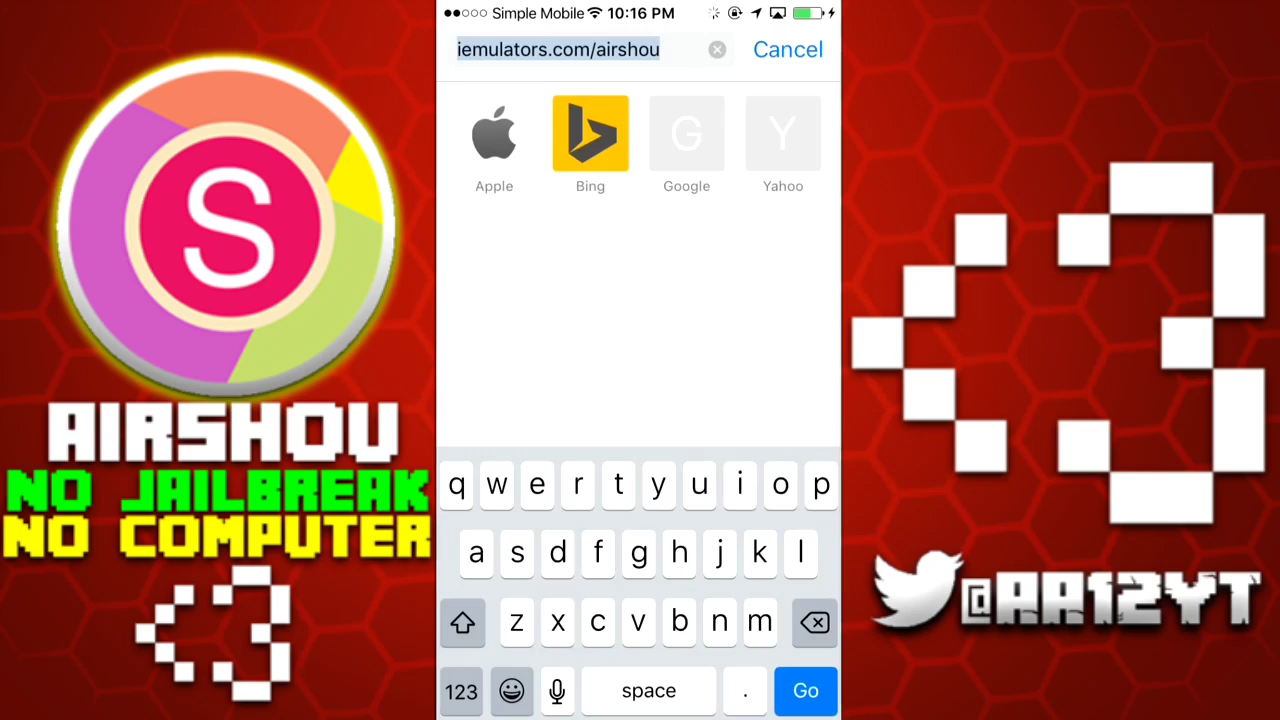 S
AIRSHOU
NO JAILBREAK
NO COMPUTER
Simple Mobile 10:16 PM
iemulators.com/airshou
Cancel
G Y
Apple Bing Google Yahoo
q w e r t y u i o p
a s d f g h j k l
z x c v b n m
123 space . Go
@AA12YT